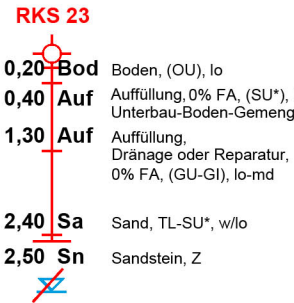 RKS 23
0,20 Bod Boden, (OU), lo
0,40 Auf Auffüllung, 0% FA, (SU*),
Unterbau-Boden-Gemeng
1,30 Auf Auffüllung,
Dränage oder Reparatur,
0% FA, (GU-GI), lo-md
2,40 Sa Sand, TL-SU*, w/lo
2,50 Sn Sandstein, Z